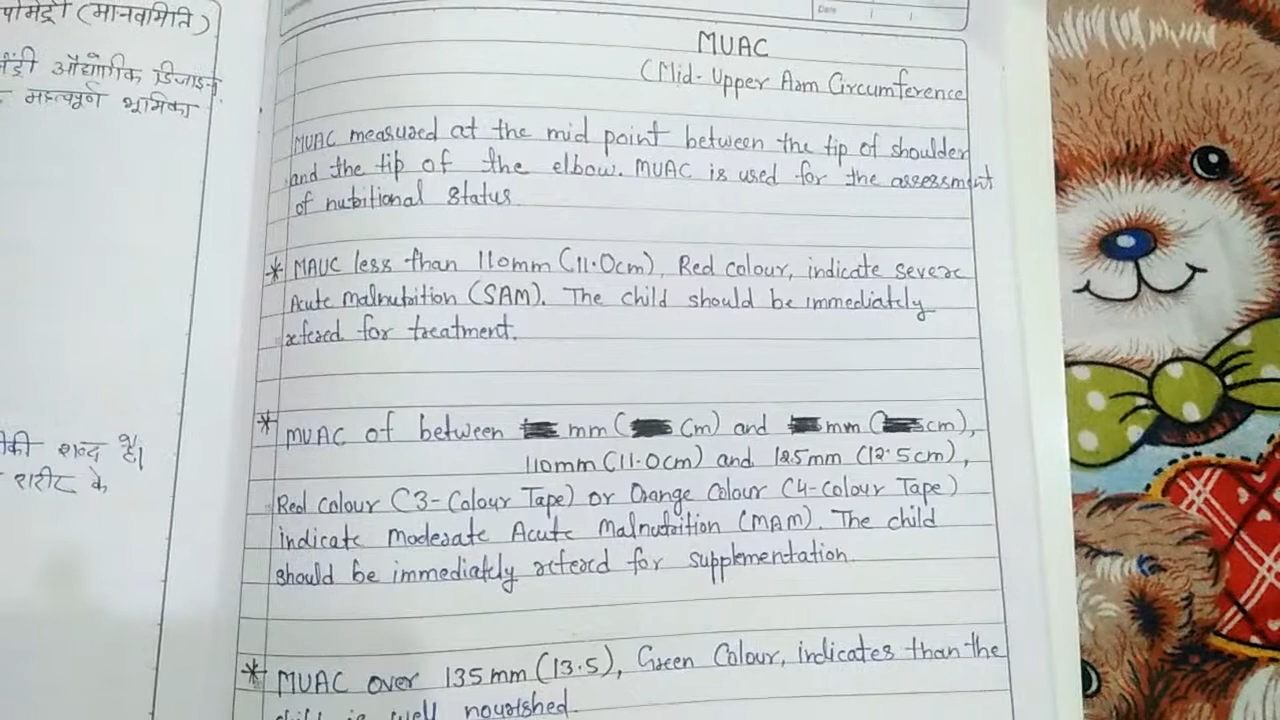 (मानवमिति)
औद्योगिक डिजाइन
महत्वपूर्ण भूमिका
की शब्द है।
शरीर के
Date
MUAC
(Mid-Upper Arm Circumference
MUAC measured at the mid point between the tip of shoulder
and the tip of the elbow. MUAC is used for the assessment
of nutritional status.
* MAUC less than 110mm (11.0cm), Red colour, indicate severe
Acute Malnutrition (SAM). The child should be immediately
refered for treatment.
* MUAC of between mm ( cm) and mm ( cm),
110mm (11.0cm) and 125mm (12.5cm),
Red colour (3-Colour Tape) or Orange Colour (4-Colour Tape)
indicate Moderate Acute Malnutrition (MAM). The child
should be immediately refered for supplementation.
* MUAC over 135mm (13.5), Green Colour, indicates than the
is well nourished.